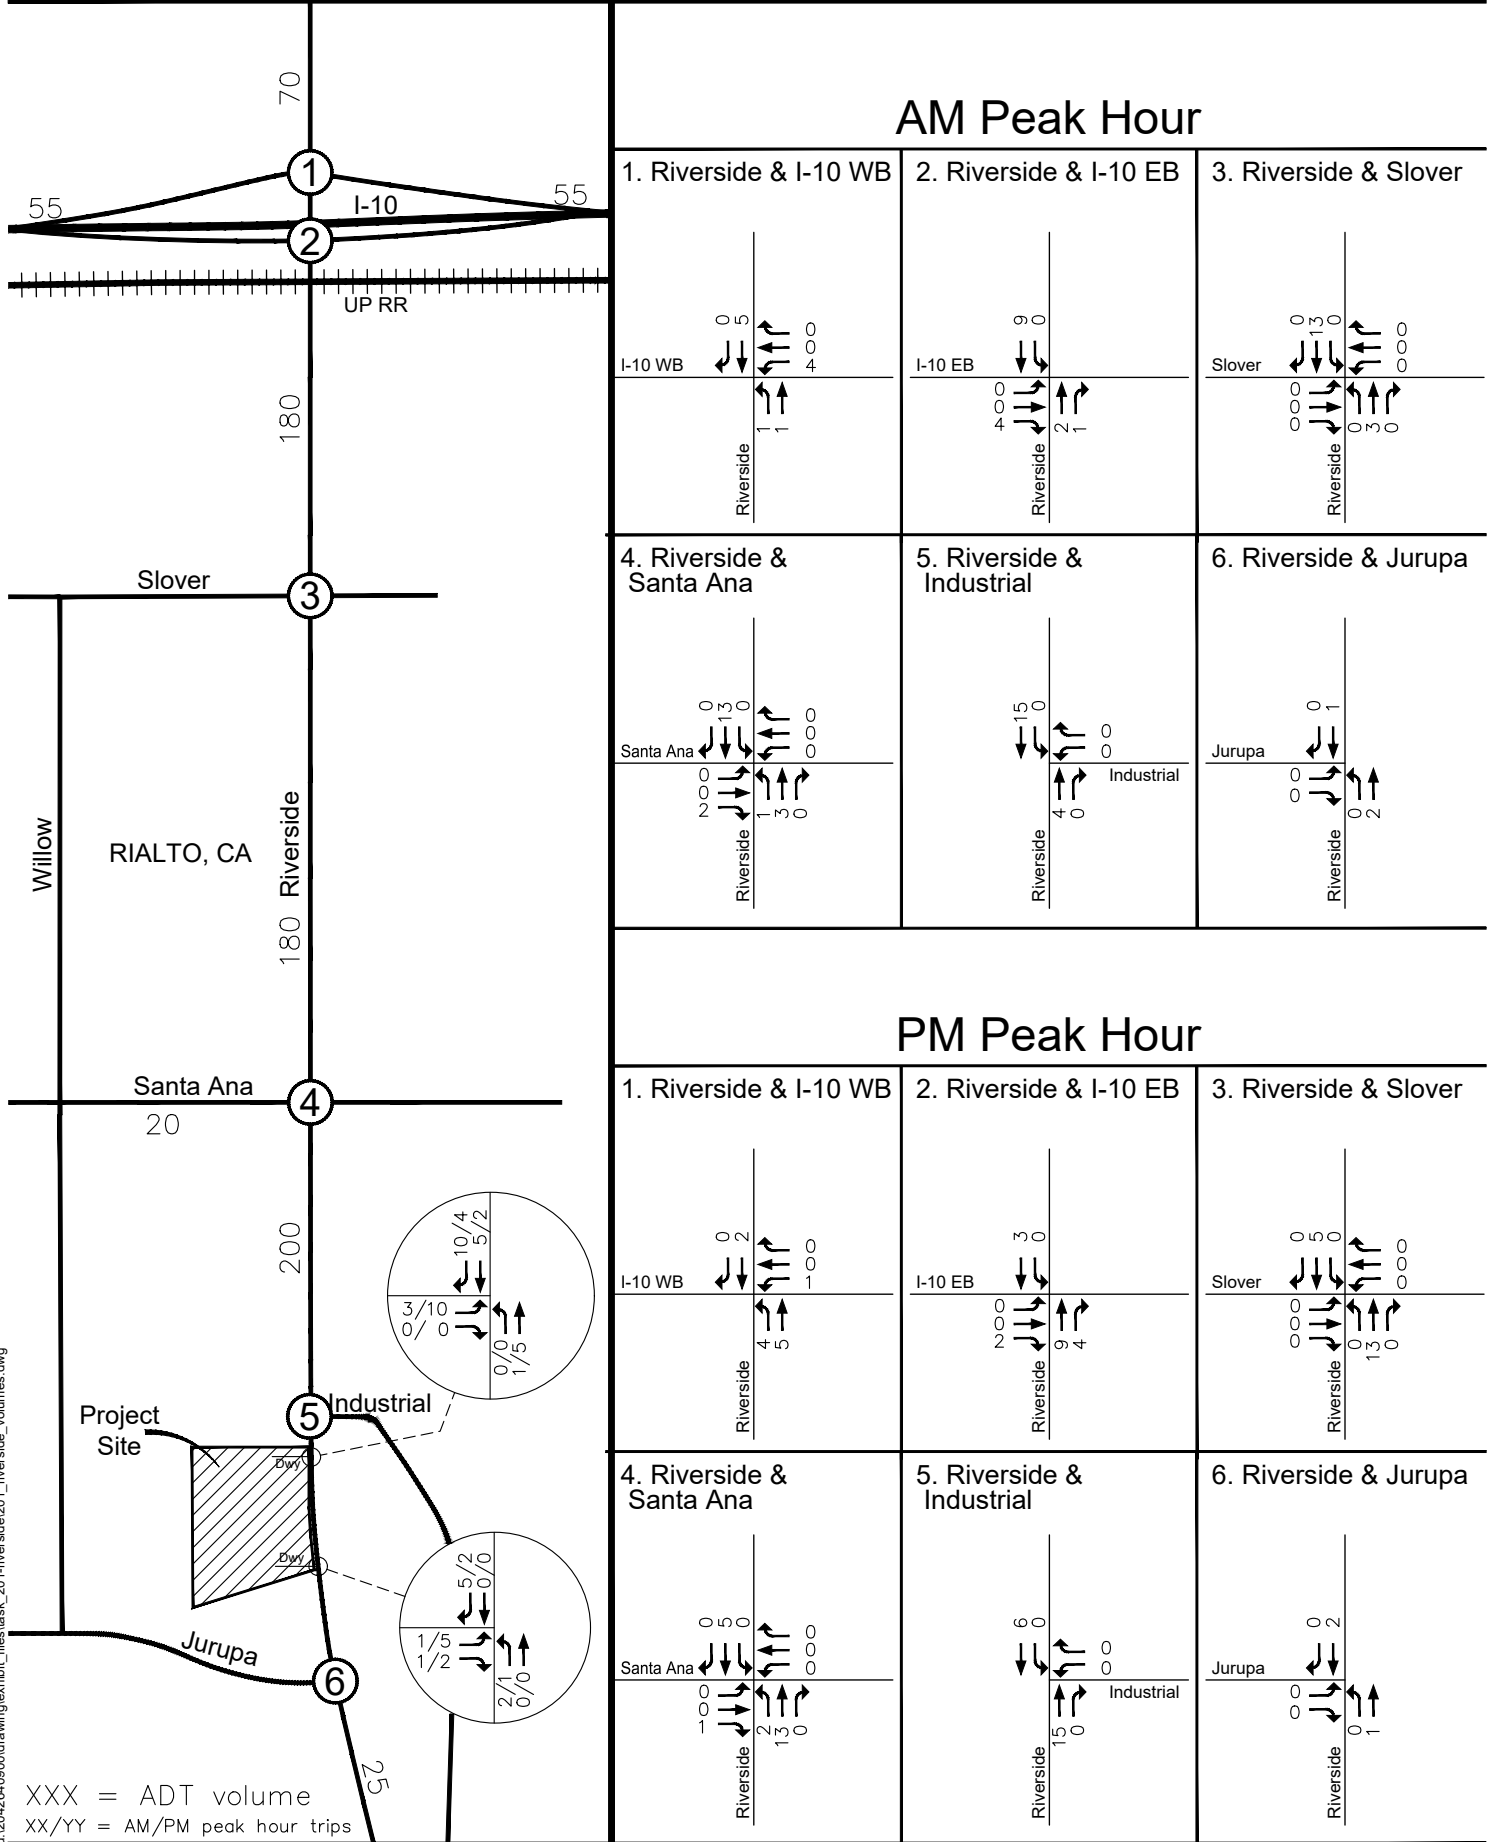 70
1
55
I-10
55
2
UP RR
180
Slover
3
Willow
RIALTO, CA
Riverside
180
Santa Ana
4
20
200
10/4
5/2
3/10
0/ 0
0/0
1/5
5
Industrial
Project
Site
Dwy
Dwy
5/2
0/0
1/5
1/2
2/1
0/0
Jurupa
6
25
XXX = ADT volume
XX/YY = AM/PM peak hour trips
AM Peak Hour
1. Riverside & I-10 WB
0 5
0
0
4
I-10 WB
1 1
Riverside
2. Riverside & I-10 EB
9 0
I-10 EB
0
0
4
2 1
Riverside
3. Riverside & Slover
0 13 0
0
0
0
Slover
0
0
0
0 3 0
Riverside
4. Riverside &
Santa Ana
0 13 0
0
0
0
Santa Ana
0
0
2
1 3 0
Riverside
5. Riverside &
Industrial
15 0
0
0
Industrial
4 0
Riverside
6. Riverside & Jurupa
0 1
Jurupa
0
0
0 2
Riverside
PM Peak Hour
1. Riverside & I-10 WB
0 2
0
0
1
I-10 WB
4 5
Riverside
2. Riverside & I-10 EB
3 0
I-10 EB
0
0
2
9 4
Riverside
3. Riverside & Slover
0 5 0
0
0
0
Slover
0
0
0
0 13 0
Riverside
4. Riverside &
Santa Ana
0 5 0
0
0
0
Santa Ana
0
0
1
2 13 0
Riverside
5. Riverside &
Industrial
6 0
0
0
Industrial
15 0
Riverside
6. Riverside & Jurupa
0 2
Jurupa
0
0
0 1
Riverside